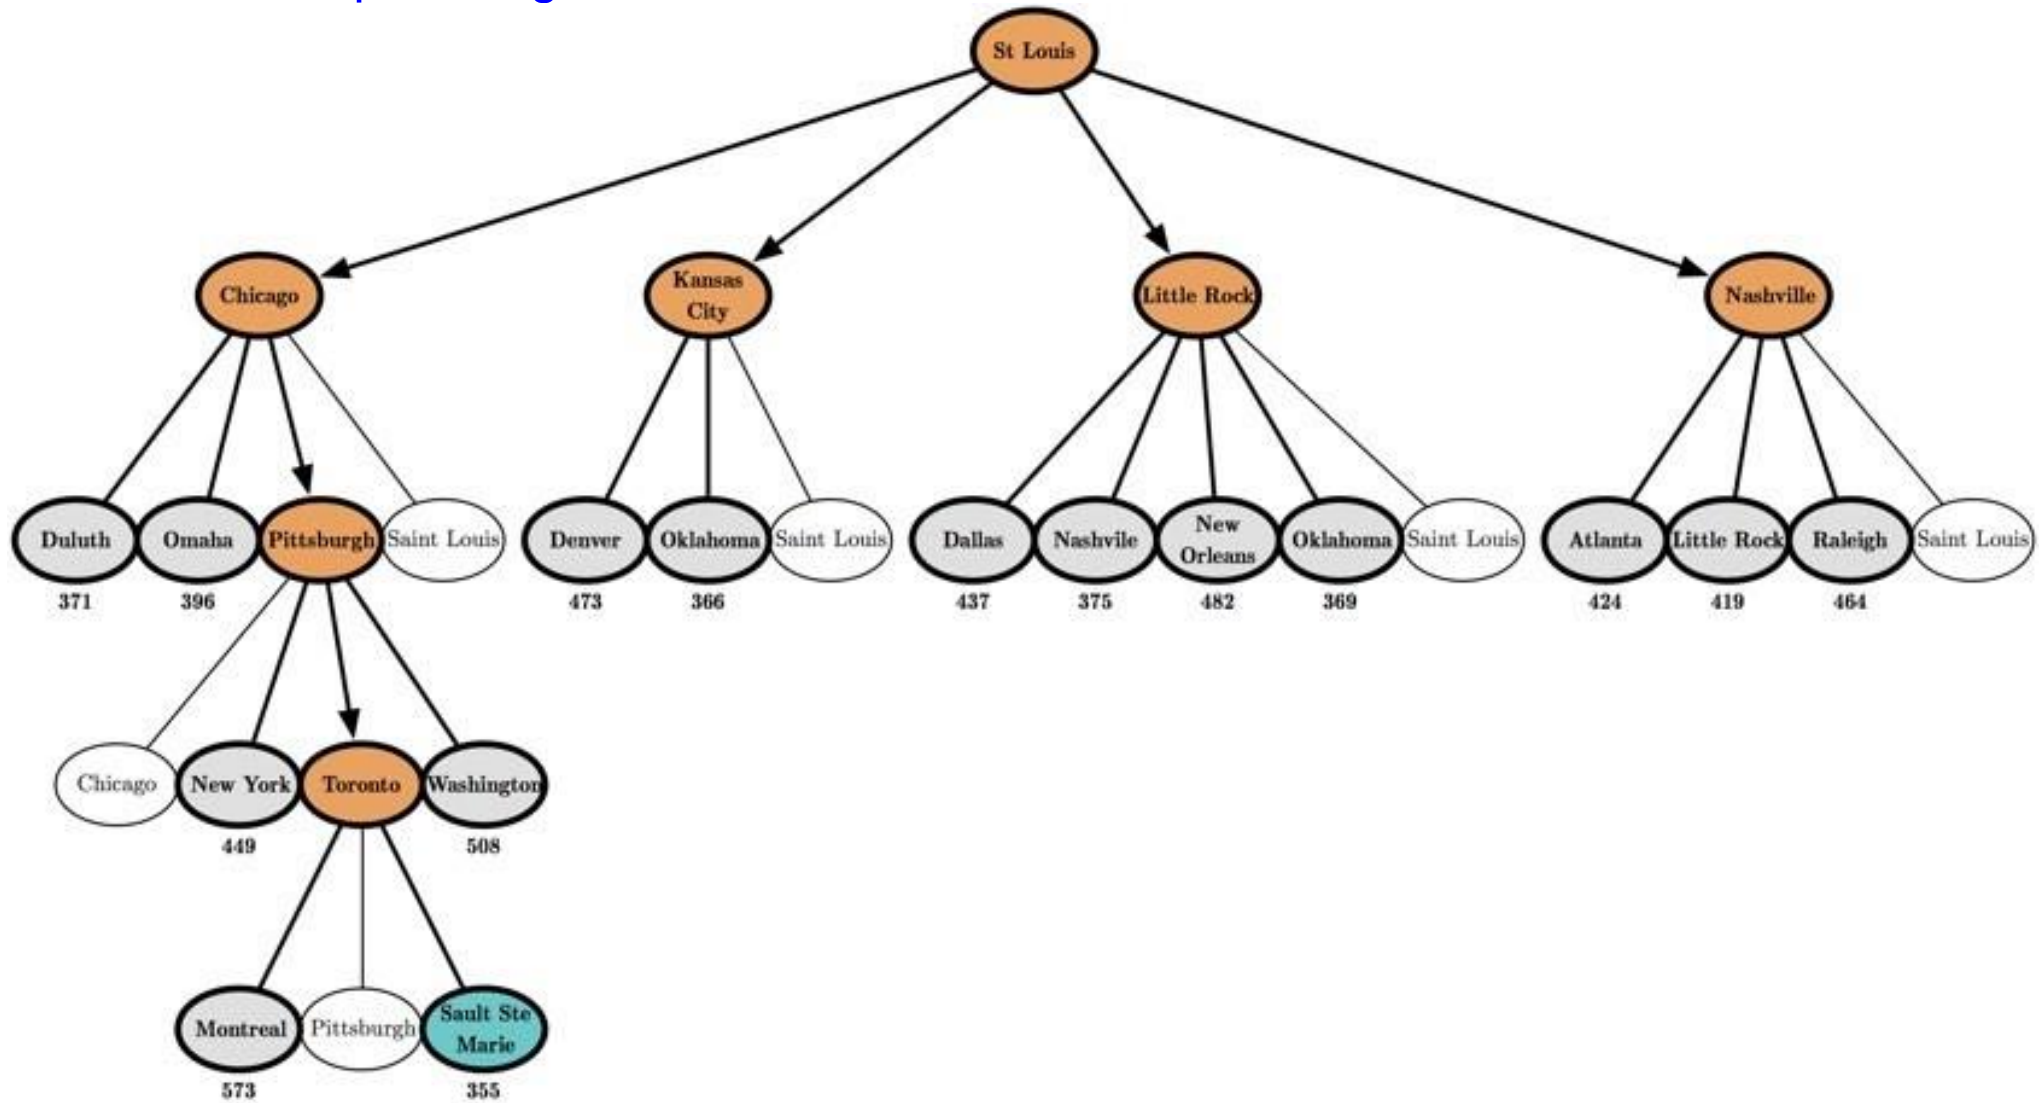 St Louis
Chicago
Kansas
City
Little Rock
Nashville
Duluth
Omaha
Pittsburgh
Saint Louis
Denver
Oklahoma
Saint Louis
Dallas
Nashvile
New
Orleans
Oklahoma
Saint Louis
Atlanta
Little Rock
Raleigh
Saint Louis
371
396
473
366
437
375
482
369
424
419
464
Chicago
New York
Toronto
Washington
449
508
Montreal
Pittsburgh
Sault Ste
Marie
573
355